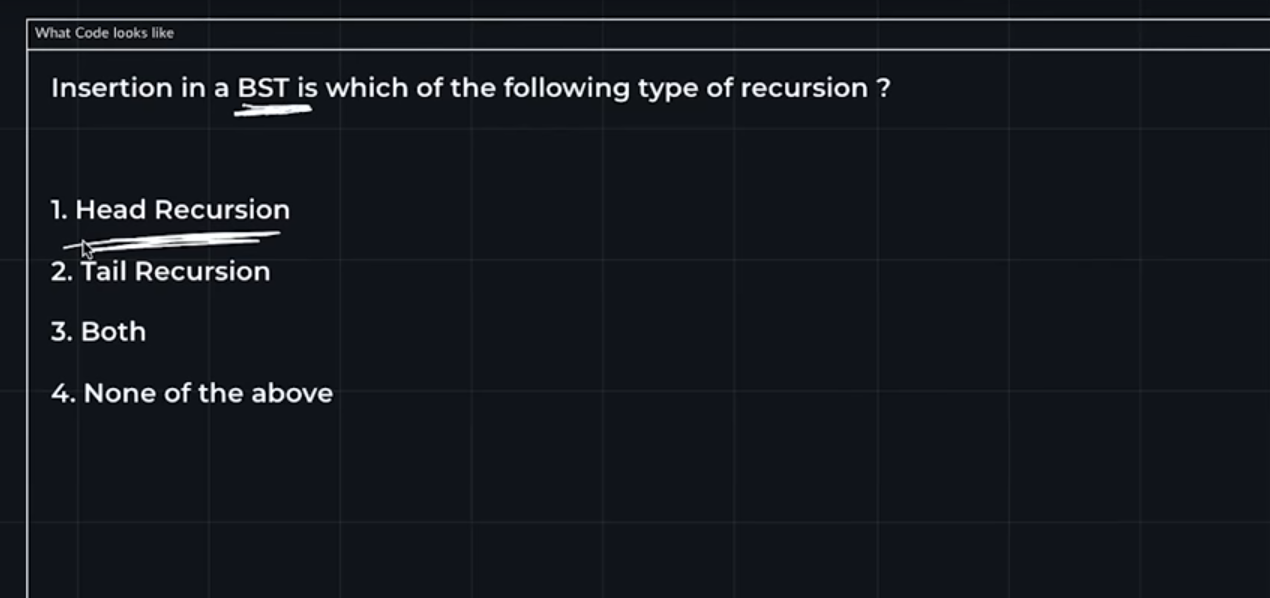 What Code looks like
Insertion in a BST is which of the following type of recursion ?
1. Head Recursion
2. Tail Recursion
3. Both
4. None of the above